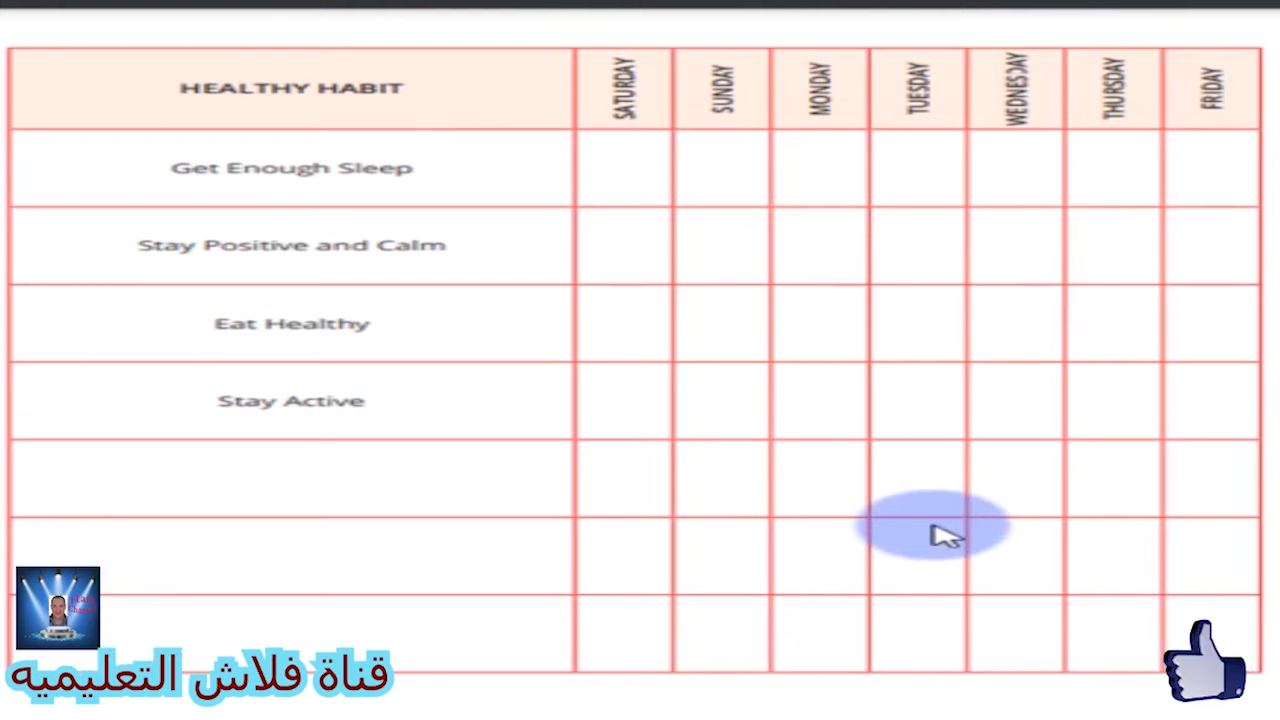 HEALTHY HABIT
SATURDAY
SUNDAY
MONDAY
TUESDAY
WEDNESDAY
THURSDAY
FRIDAY
Get Enough Sleep
Stay Positive and Calm
Eat Healthy
Stay Active
قناة فلاش التعليميه